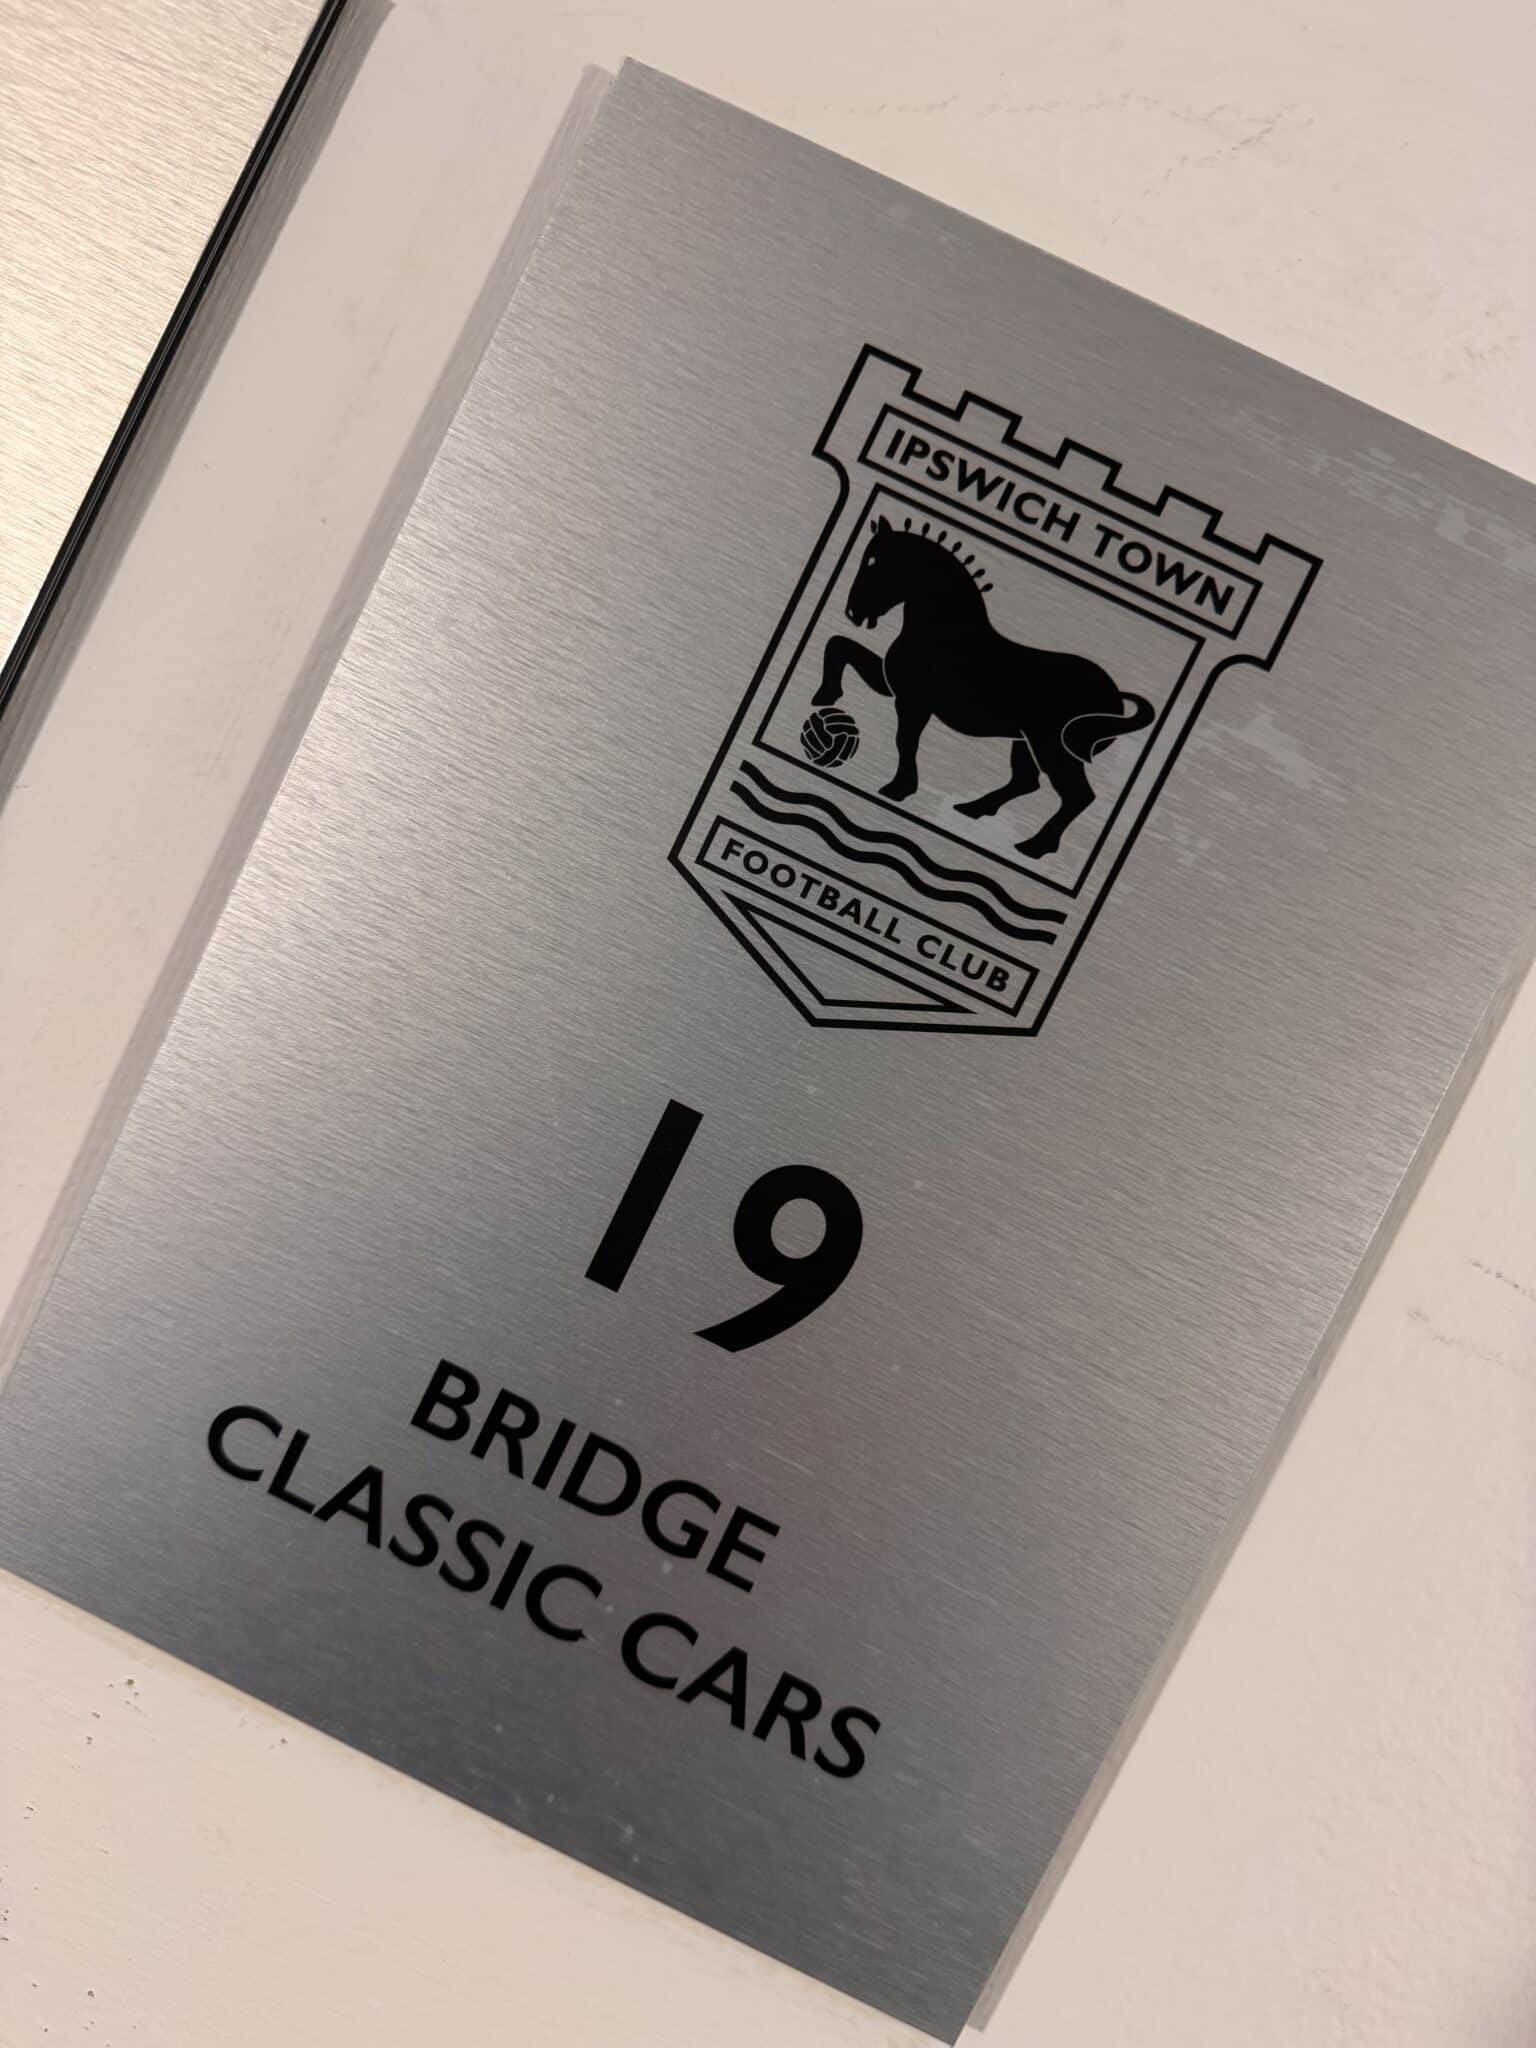 IPSWICH TOWN
FOOTBALL CLUB
19
BRIDGE
CLASSIC CARS